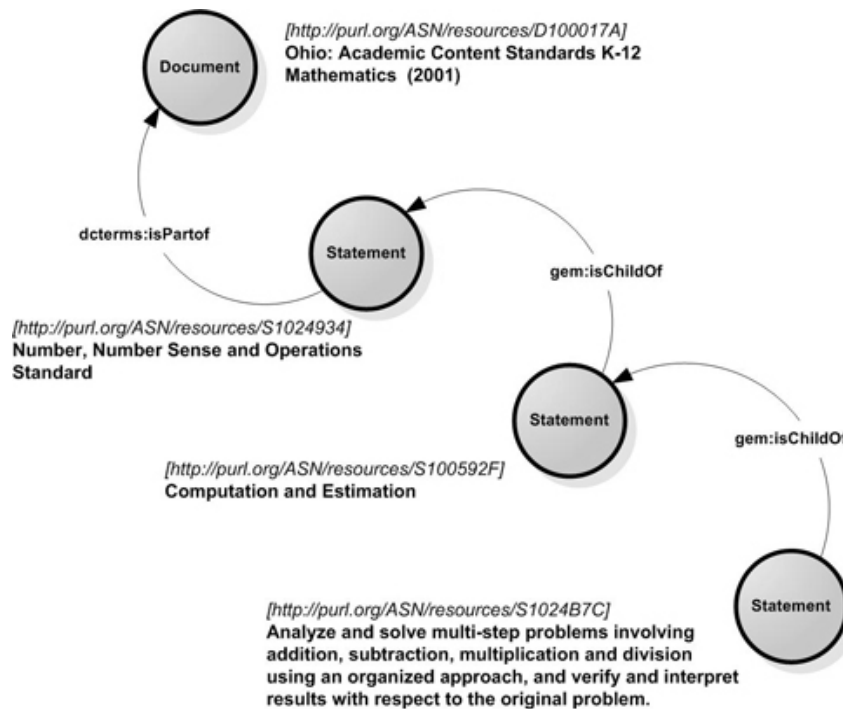 [http://purl.org/ASN/resources/D100017A]
Ohio: Academic Content Standards K-12
Mathematics (2001)
Document
dcterms:isPartof
Statement
gem:isChildOf
[http://purl.org/ASN/resources/S1024934]
Number, Number Sense and Operations
Standard
Statement
gem:isChildOf
[http://purl.org/ASN/resources/S100592F]
Computation and Estimation
Statement
[http://purl.org/ASN/resources/S1024B7C]
Analyze and solve multi-step problems involving
addition, subtraction, multiplication and division
using an organized approach, and verify and interpret
results with respect to the original problem.